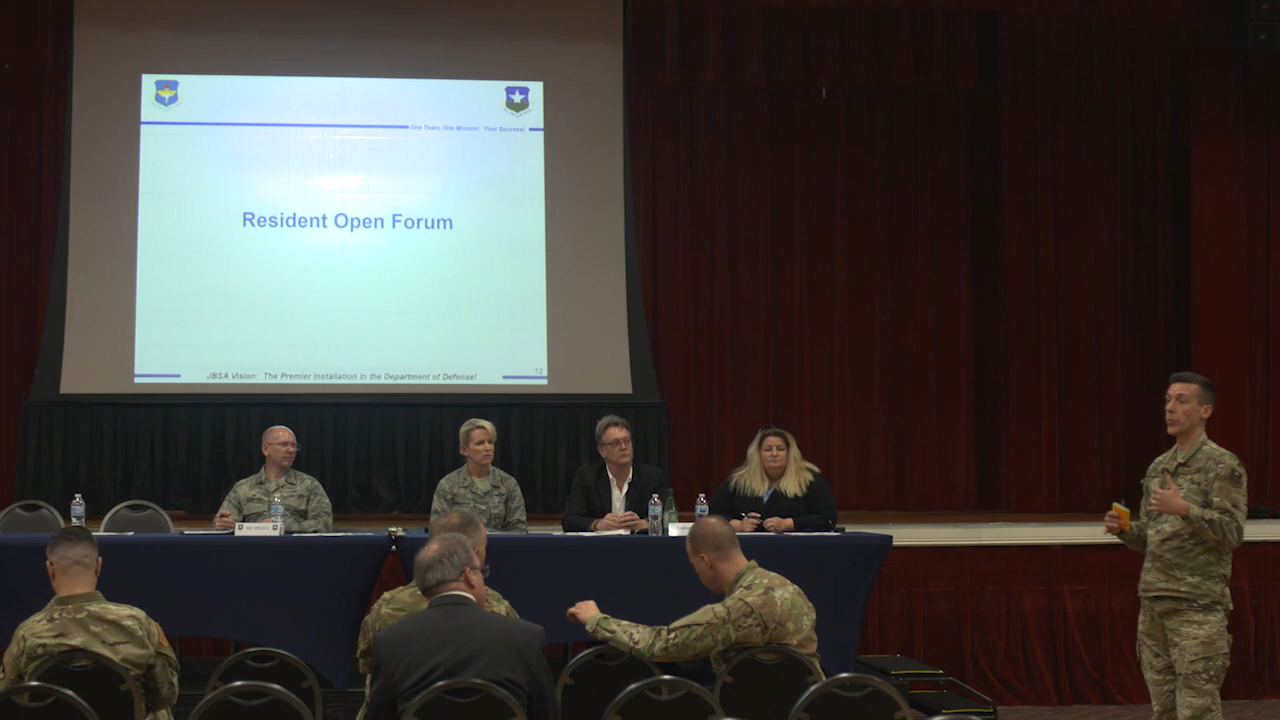 One Team, One Mission: Your Success!
Resident Open Forum
JBSA Vision: The Premier Installation in the Department of Defense!
12